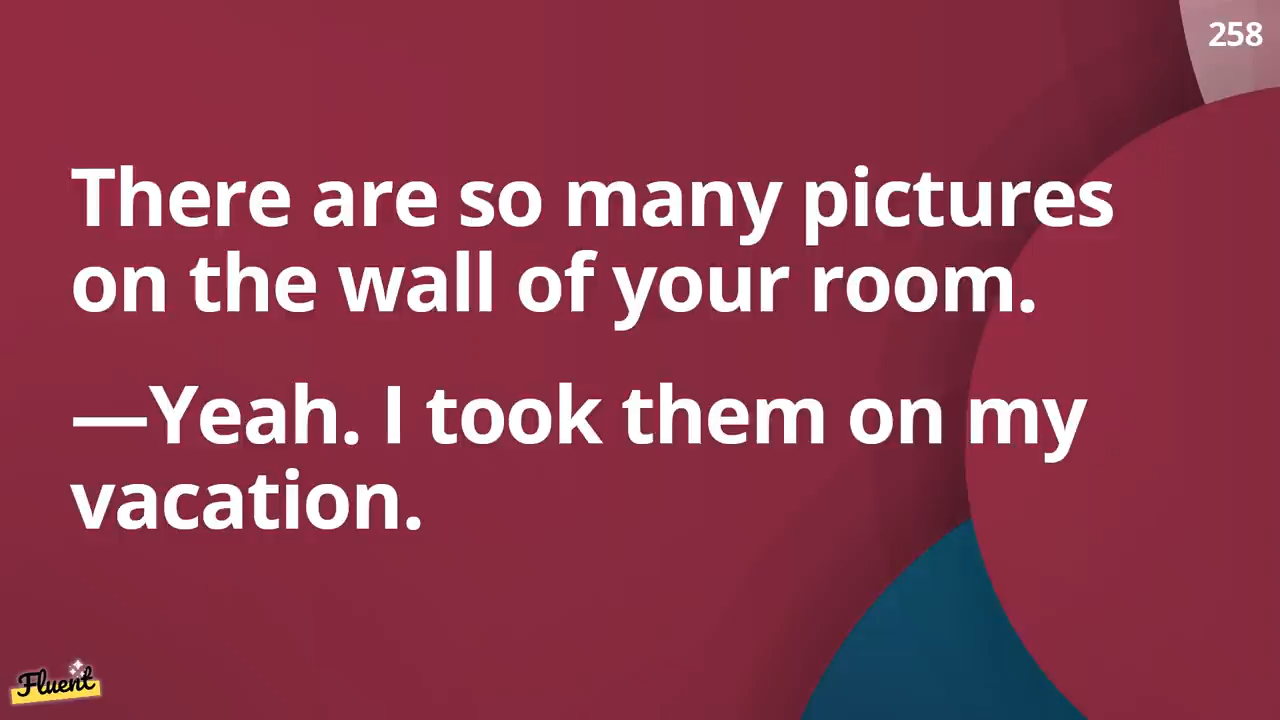 258
There are so many pictures
on the wall of your room.
—Yeah. I took them on my
vacation.
Fluent